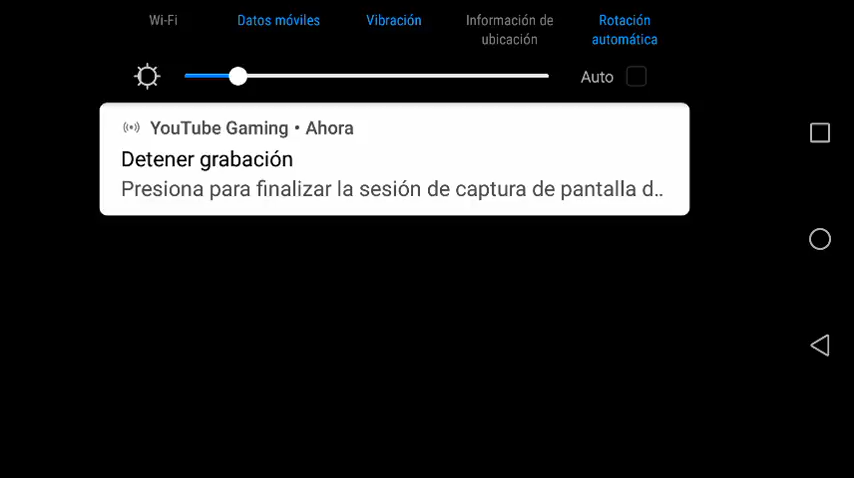 Wi-Fi
Datos móviles
Vibración
Información de
ubicación
Rotación
automática
Auto
YouTube Gaming • Ahora
Detener grabación
Presiona para finalizar la sesión de captura de pantalla d..